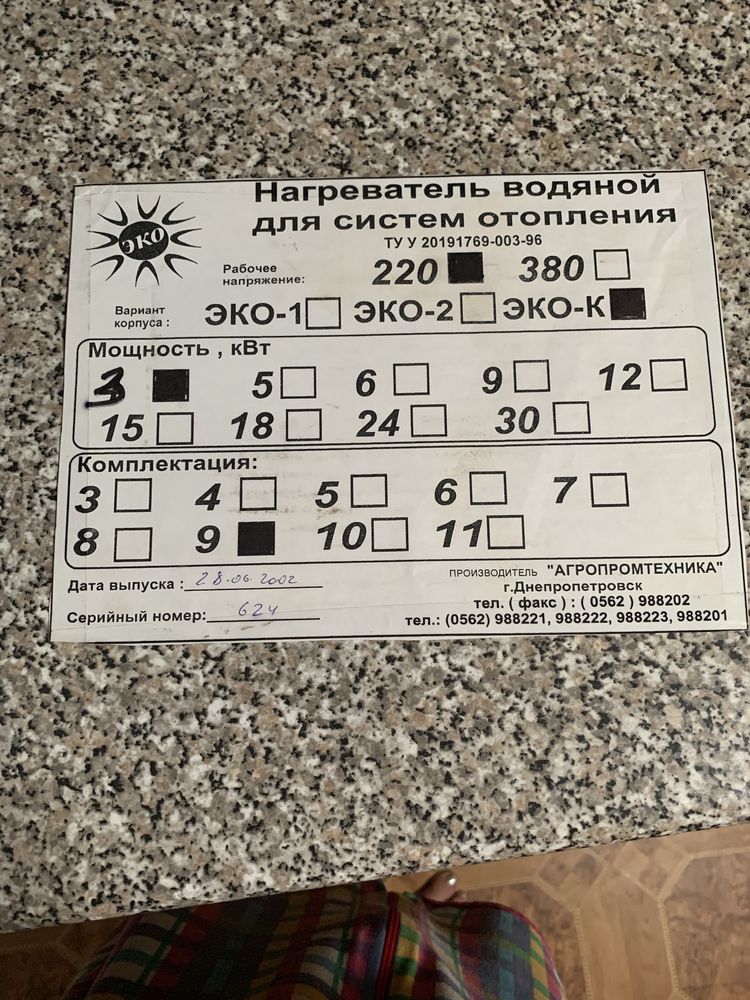 ЭКО
Нагреватель водяной
для систем отопления
ТУ У 20191769-003-96
Рабочее напряжение: 220 380
Вариант корпуса : ЭКО-1 ЭКО-2 ЭКО-К
Мощность , кВт
3 5 6 9 12
15 18 24 30
Комплектация:
3 4 5 6 7
8 9 10 11
Дата выпуска : 28.06.2002
Серийный номер: 624
ПРОИЗВОДИТЕЛЬ "АГРОПРОМТЕХНИКА"
г.Днепропетровск
тел. ( факс ) : ( 0562 ) 988202
тел.: (0562) 988221, 988222, 988223, 988201